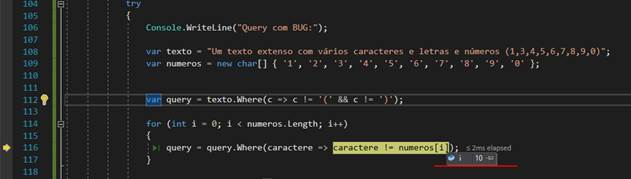 104 try
105 {
106 Console.WriteLine("Query com BUG:");
107
108 var texto = "Um texto extenso com vários caracteres e letras e números (1,3,4,5,6,7,8,9,0)";
109 var numeros = new char[] { '1', '2', '3', '4', '5', '6', '7', '8', '9', '0' };
110
111
112 var query = texto.Where(c => c != '(' && c != ')');
113
114 for (int i = 0; i < numeros.Length; i++)
115 {
116 query = query.Where(caractere => caractere != numeros[i]); ≤ 2ms elapsed
i 10
117 }
118